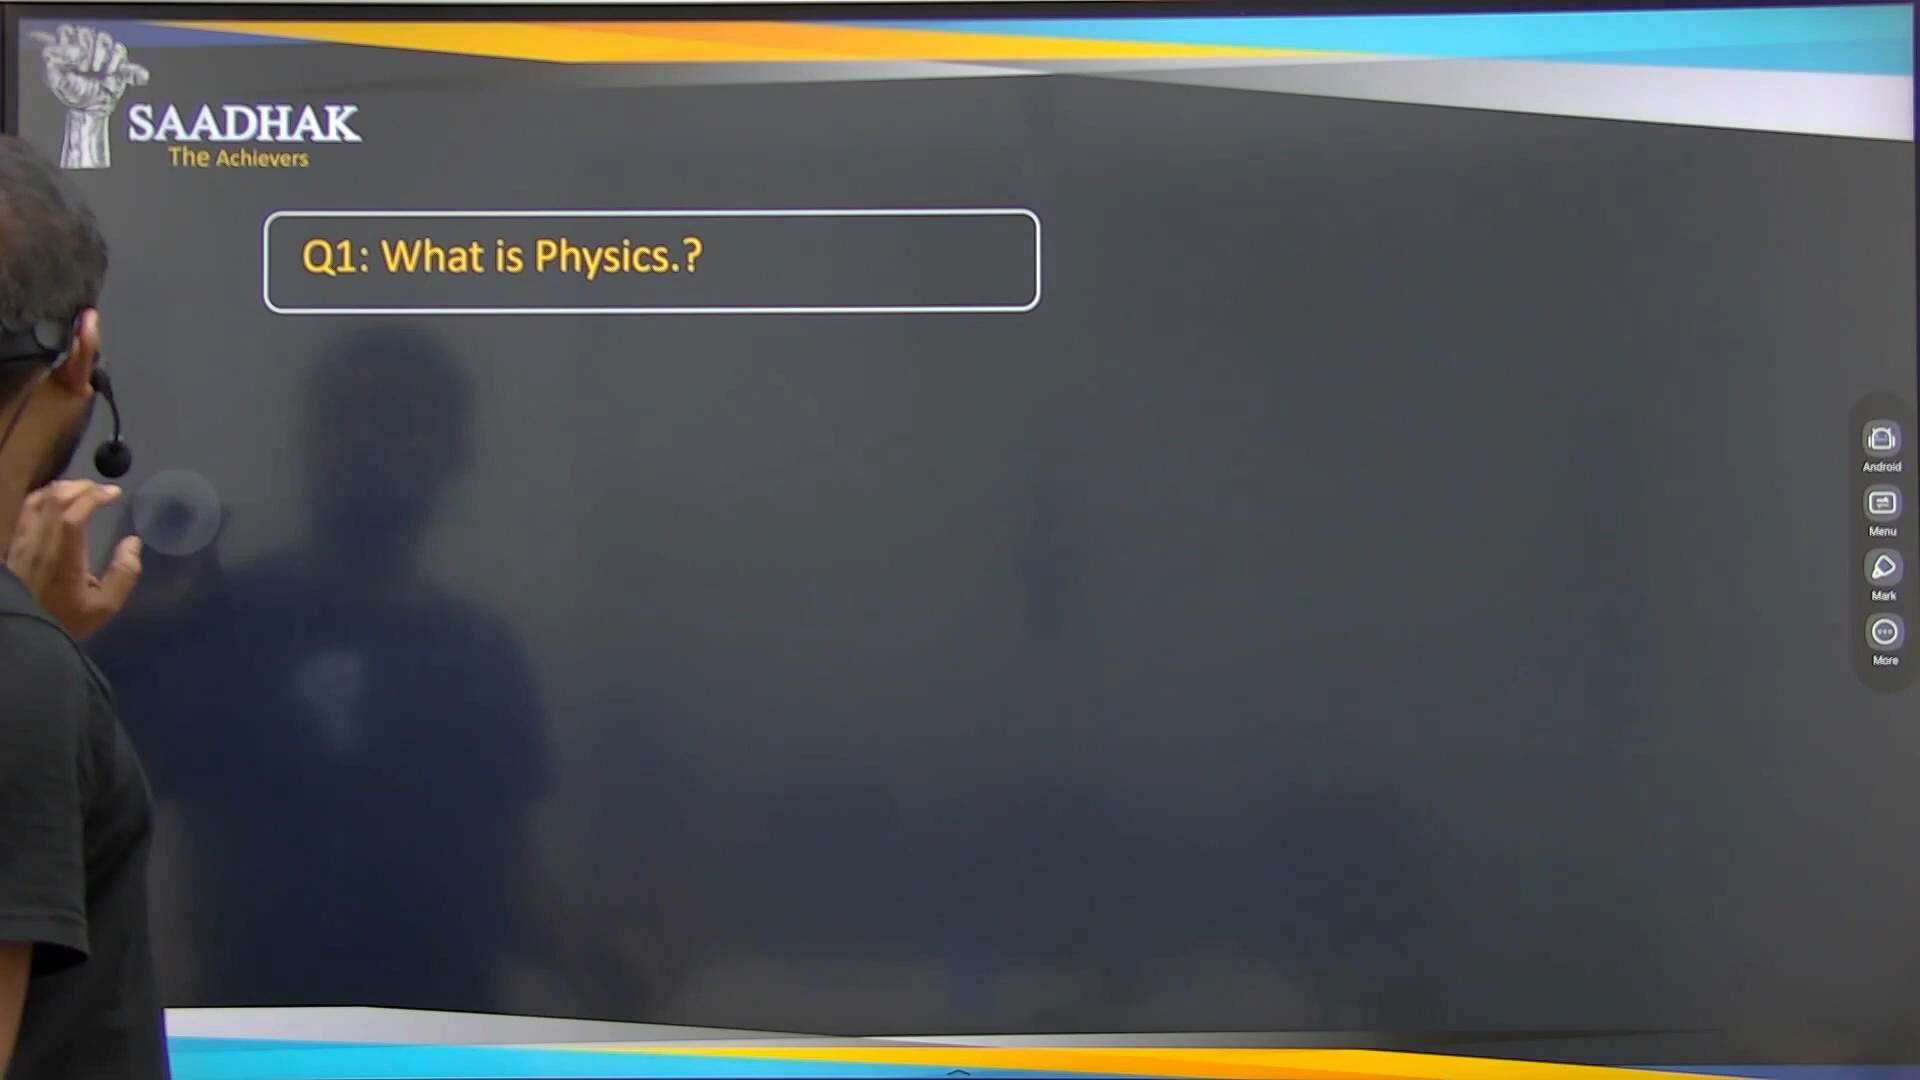 SAADHAK
The Achievers
Q1: What is Physics.?
Android
Menu
Mark
More